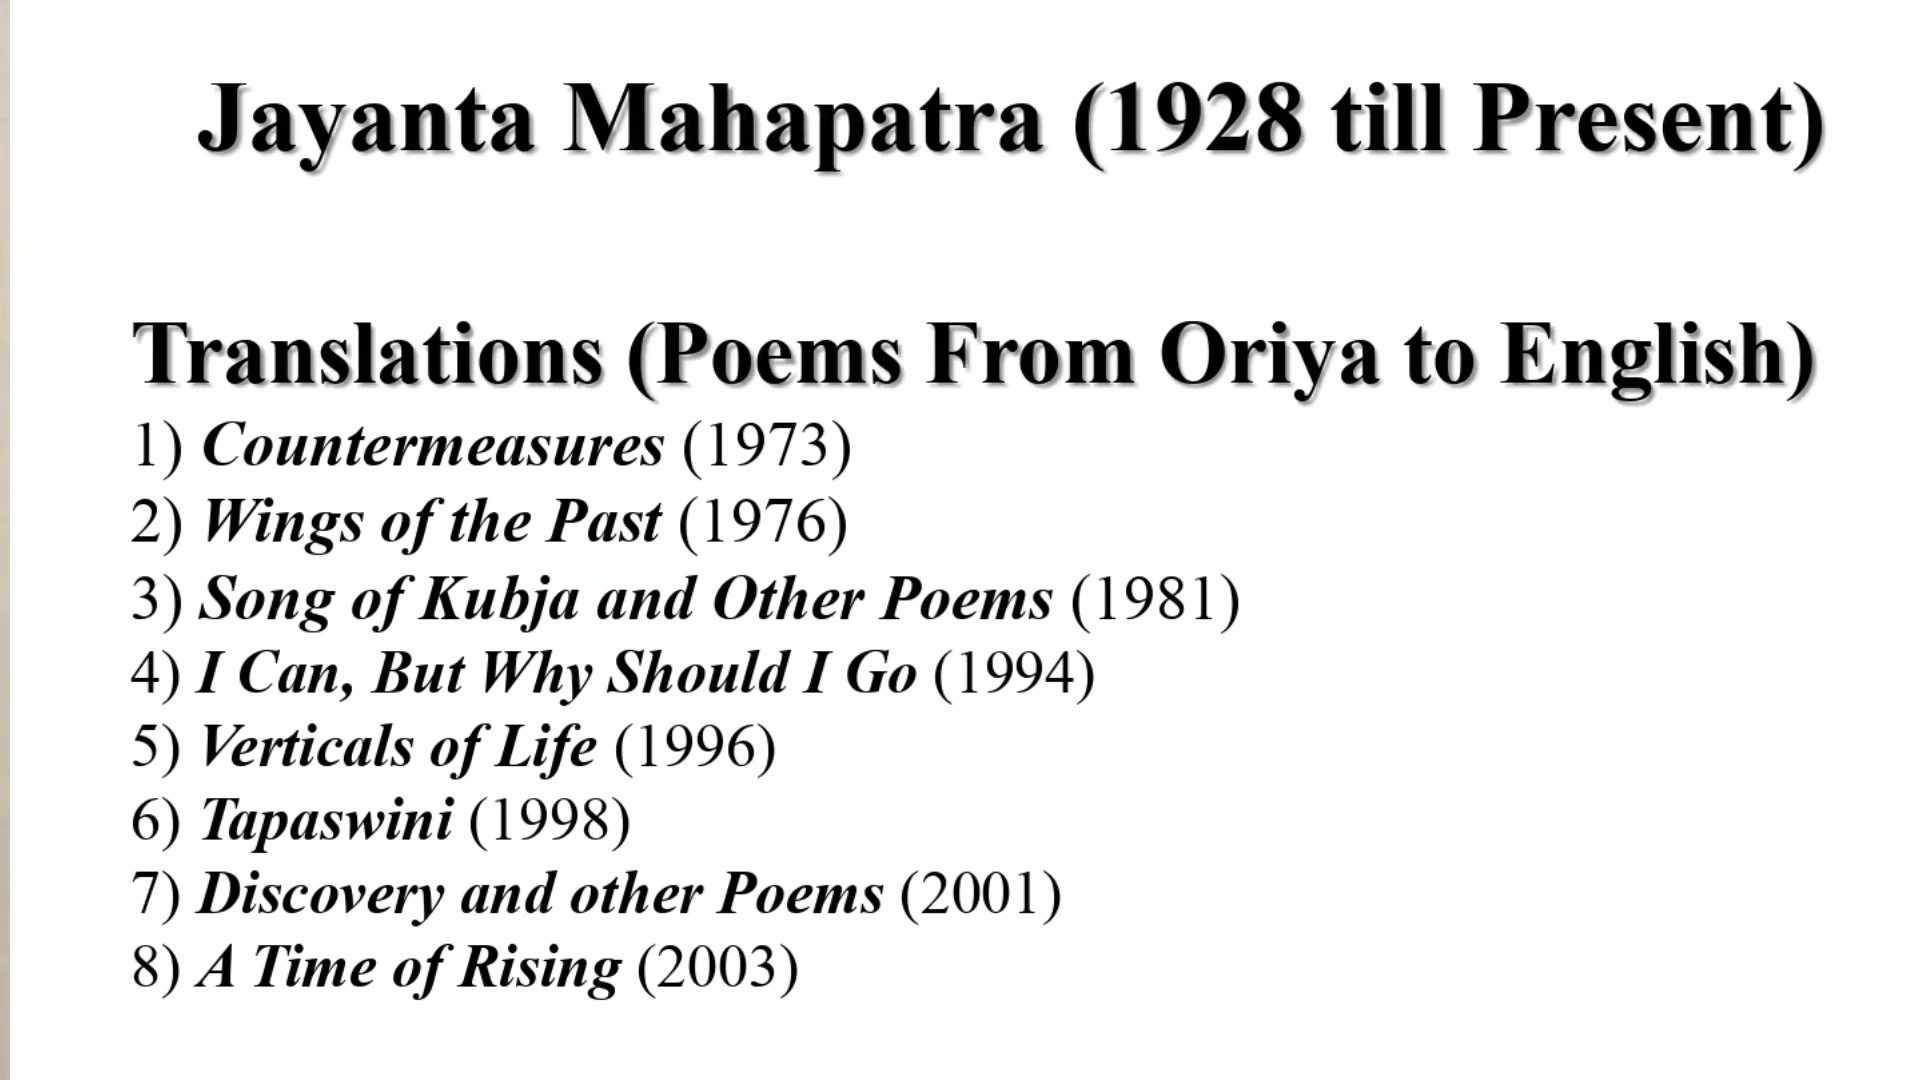 Jayanta Mahapatra (1928 till Present)
Translations (Poems From Oriya to English)
1) Countermeasures (1973)
2) Wings of the Past (1976)
3) Song of Kubja and Other Poems (1981)
4) I Can, But Why Should I Go (1994)
5) Verticals of Life (1996)
6) Tapaswini (1998)
7) Discovery and other Poems (2001)
8) A Time of Rising (2003)